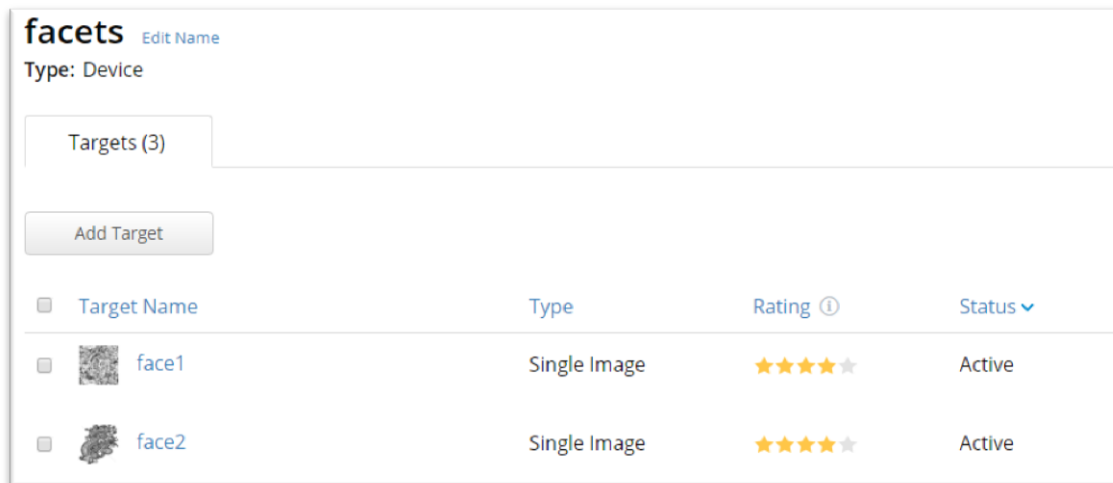 facets Edit Name
Type: Device
Targets (3)
Add Target
Target Name Type Rating Status
face1 Single Image Active
face2 Single Image Active